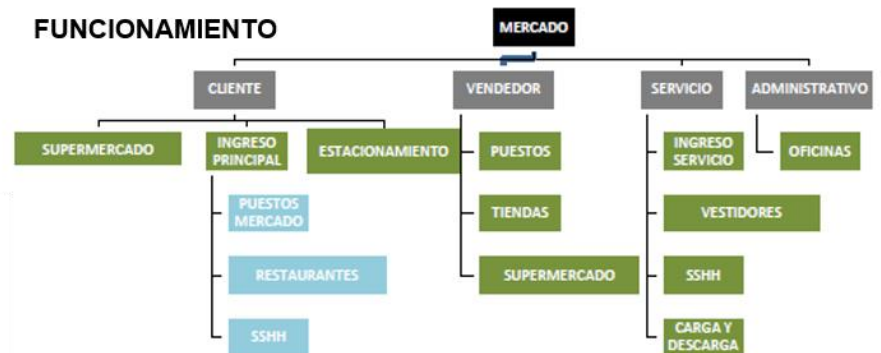 FUNCIONAMIENTO
MERCADO
CLIENTE
VENDEDOR
SERVICIO
ADMINISTRATIVO
SUPERMERCADO
INGRESO
PRINCIPAL
ESTACIONAMIENTO
PUESTOS
INGRESO
SERVICIO
OFICINAS
PUESTOS
MERCADO
TIENDAS
VESTIDORES
RESTAURANTES
SUPERMERCADO
SSHH
SSHH
CARGA Y
DESCARGA